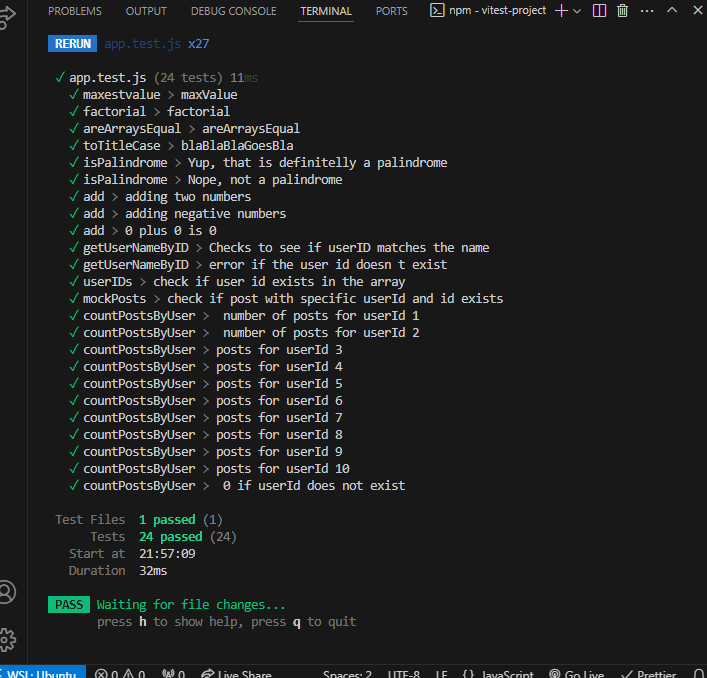 PROBLEMS OUTPUT DEBUG CONSOLE TERMINAL PORTS npm - vitest-project
RERUN app.test.js x27
✓ app.test.js (24 tests) 11ms
✓ maxestvalue > maxValue
✓ factorial > factorial
✓ areArraysEqual > areArraysEqual
✓ toTitleCase > blaBlaBlaGoesBla
✓ isPalindrome > Yup, that is definitelly a palindrome
✓ isPalindrome > Nope, not a palindrome
✓ add > adding two numbers
✓ add > adding negative numbers
✓ add > 0 plus 0 is 0
✓ getUserNameByID > Checks to see if userID matches the name
✓ getUserNameByID > error if the user id doesn t exist
✓ userIDs > check if user id exists in the array
✓ mockPosts > check if post with specific userId and id exists
✓ countPostsByUser >  number of posts for userId 1
✓ countPostsByUser >  number of posts for userId 2
✓ countPostsByUser > posts for userId 3
✓ countPostsByUser > posts for userId 4
✓ countPostsByUser > posts for userId 5
✓ countPostsByUser > posts for userId 6
✓ countPostsByUser > posts for userId 7
✓ countPostsByUser > posts for userId 8
✓ countPostsByUser > posts for userId 9
✓ countPostsByUser > posts for userId 10
✓ countPostsByUser >  0 if userId does not exist
Test Files 1 passed (1)
Tests 24 passed (24)
Start at 21:57:09
Duration 32ms
PASS Waiting for file changes...
press h to show help, press q to quit
WSL: Ubuntu 0 0 0 Live Share Spaces: 2 UTF-8 LF {} JavaScript Go Live ✓ Prettier